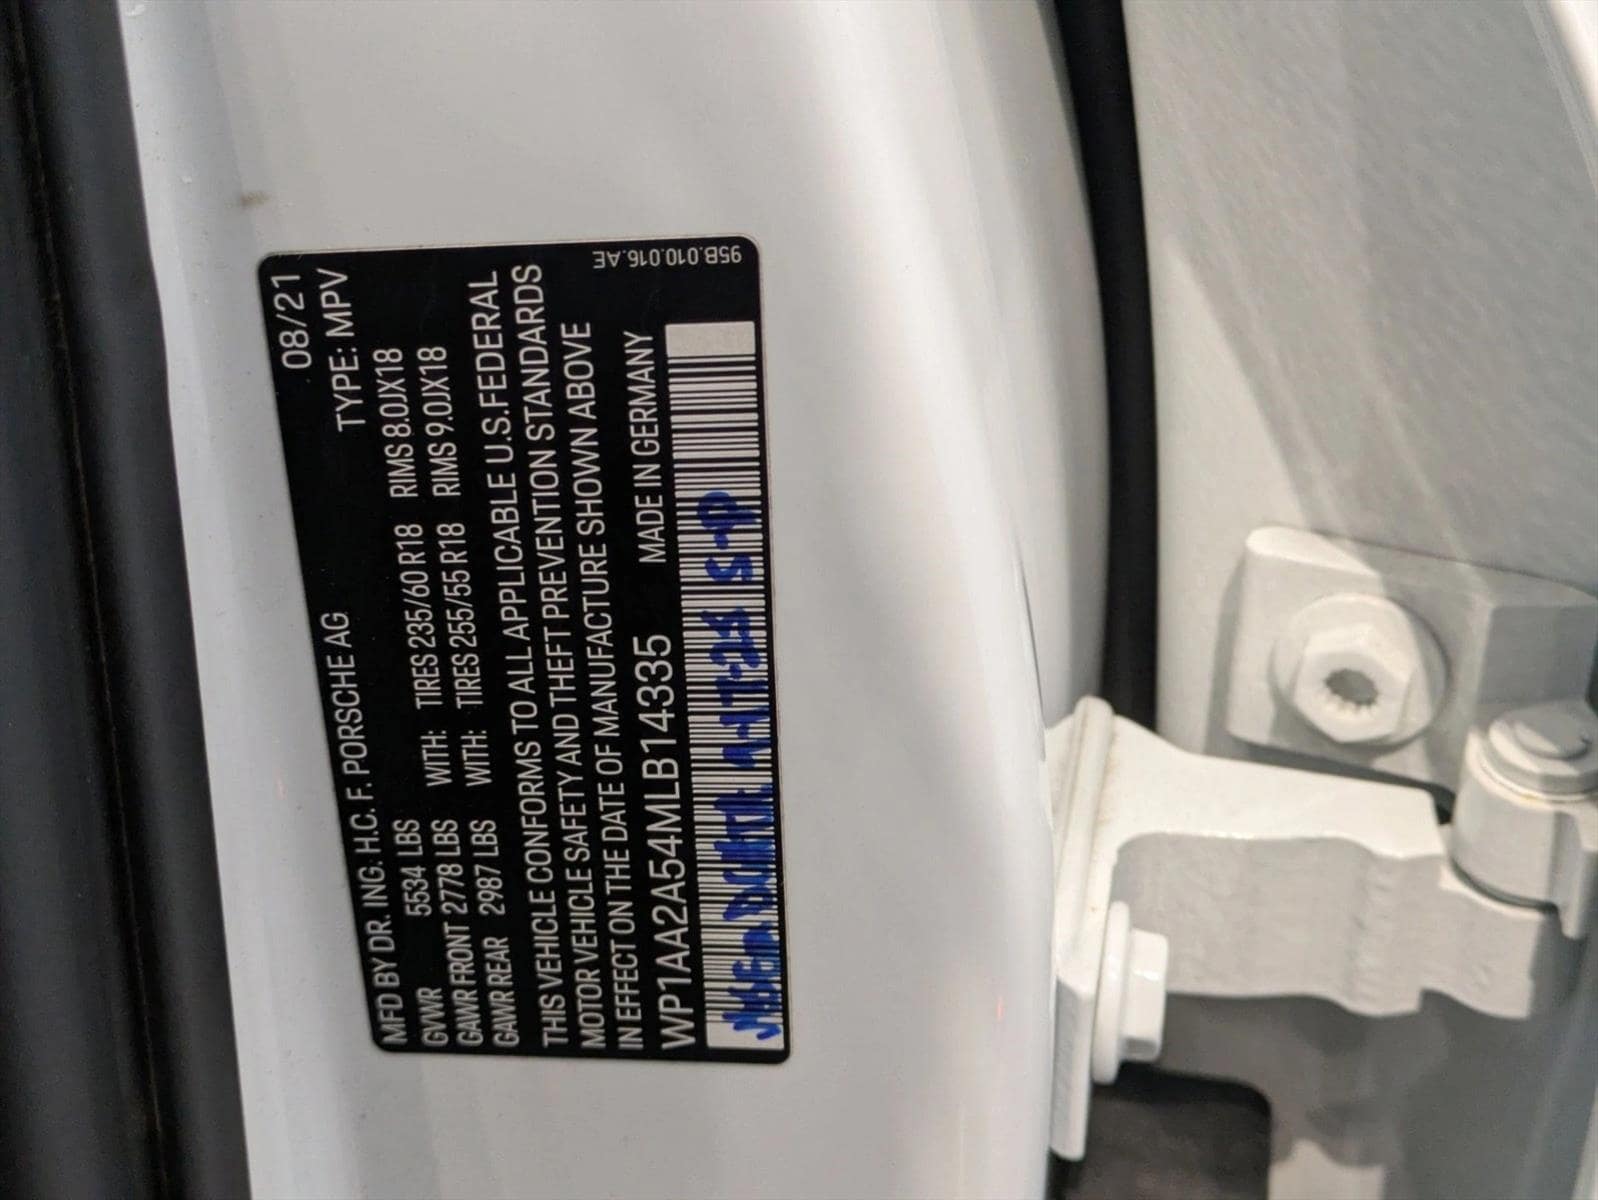 08/21
MFD BY DR. ING. H.C. F. PORSCHE AG TYPE: MPV
GVWR 5534 LBS WITH: TIRES 235/60 R18 RIMS 8.0JX18
GAWR FRONT 2778 LBS WITH: TIRES 255/55 R18 RIMS 9.0JX18
GAWR REAR 2987 LBS
THIS VEHICLE CONFORMS TO ALL APPLICABLE U.S.FEDERAL
MOTOR VEHICLE SAFETY AND THEFT PREVENTION STANDARDS
IN EFFECT ON THE DATE OF MANUFACTURE SHOWN ABOVE
WP1AA2A54MLB14335 MADE IN GERMANY
95B.010.016.AE